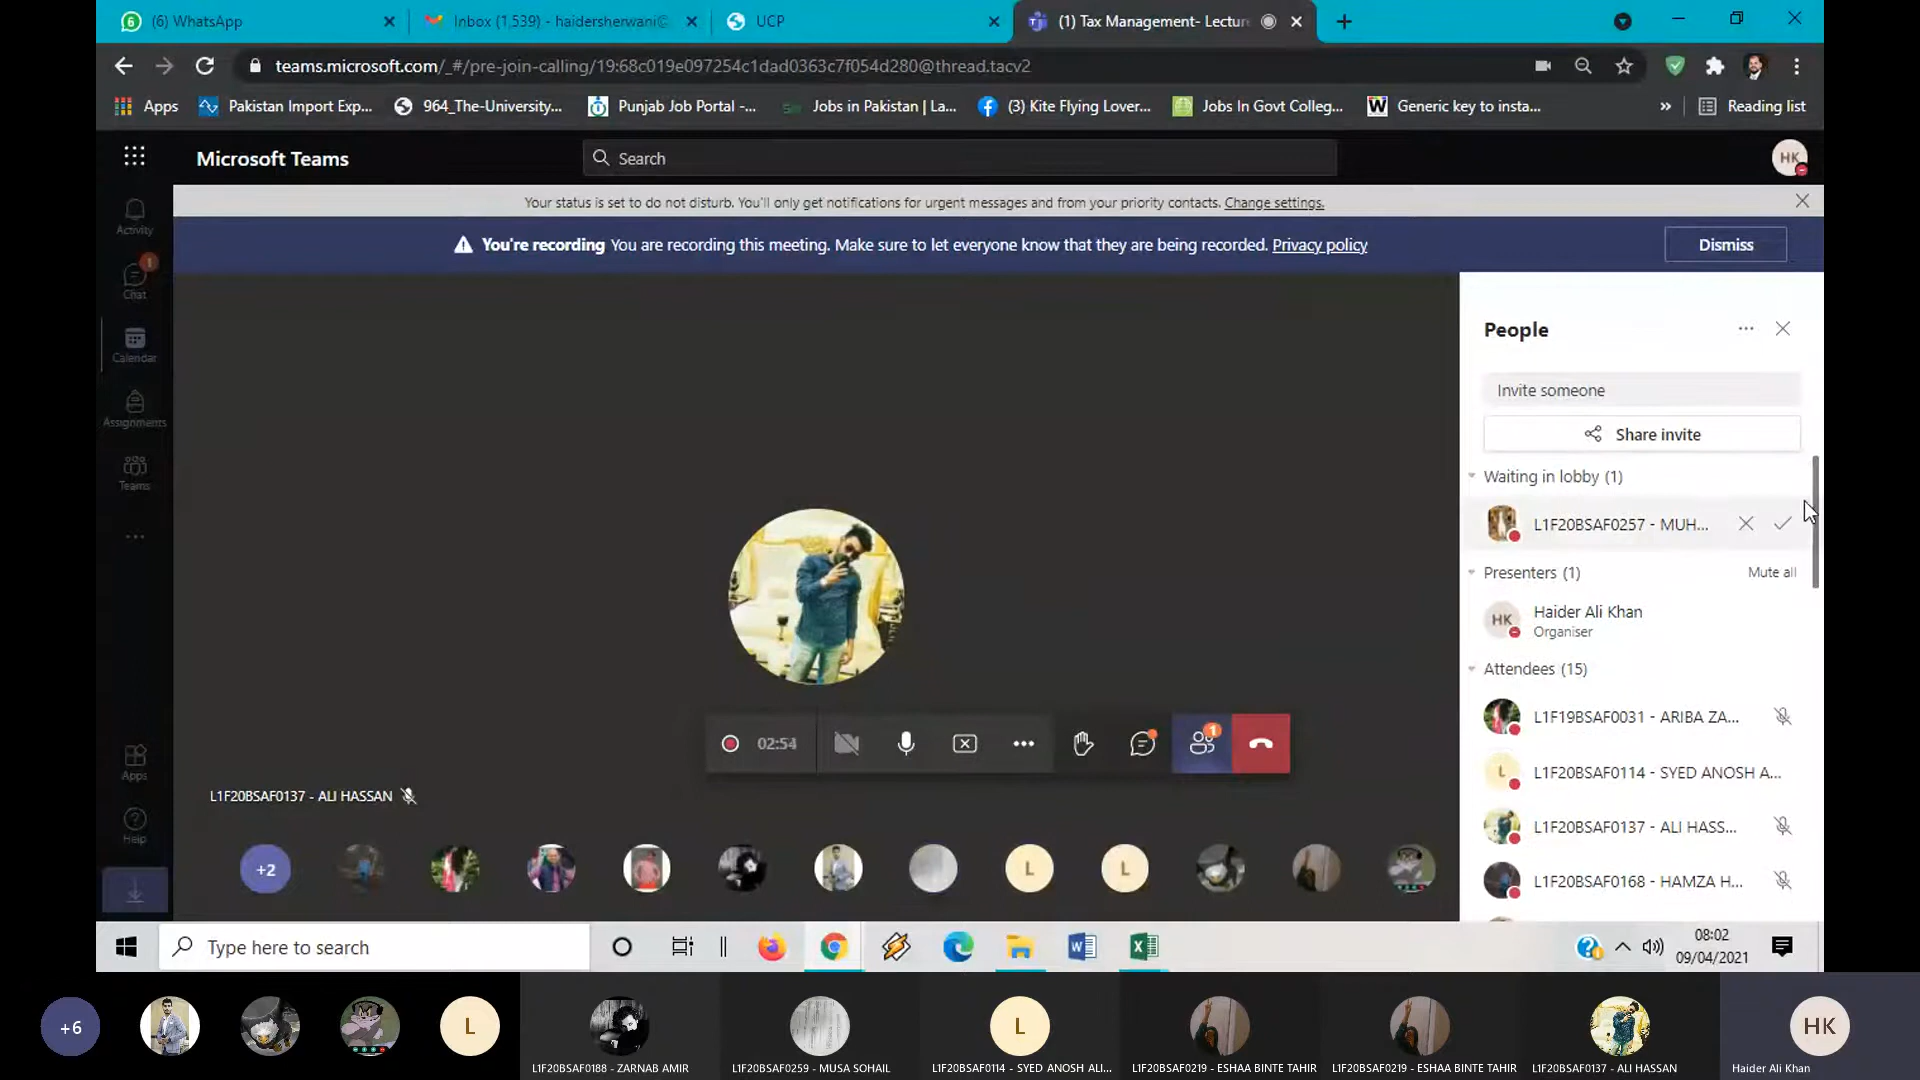 (6) WhatsApp
Inbox (1,539) - haidersherwani@
UCP
(1) Tax Management- Lectur
teams.microsoft.com/_#/pre-join-calling/19:68c019e097254c1dad0363c7f054d280@thread.tacv2
Apps
Pakistan Import Exp...
964_The-University...
Punjab Job Portal -...
Jobs in Pakistan | La...
(3) Kite Flying Lover...
Jobs In Govt Colleg...
Generic key to insta...
»
Reading list
Microsoft Teams
Search
HK
Your status is set to do not disturb. You'll only get notifications for urgent messages and from your priority contacts. Change settings.
You're recording You are recording this meeting. Make sure to let everyone know that they are being recorded. Privacy policy
Dismiss
Activity
1
Chat
Calendar
Assignments
Teams
Apps
Help
People
Invite someone
Share invite
Waiting in lobby (1)
L1F20BSAF0257 - MUH...
Presenters (1)
Mute all
HK
Haider Ali Khan
Organiser
Attendees (15)
L1F19BSAF0031 - ARIBA ZA...
L
L1F20BSAF0114 - SYED ANOSH A...
L1F20BSAF0137 - ALI HASS...
L1F20BSAF0168 - HAMZA H...
02:54
1
L1F20BSAF0137 - ALI HASSAN
+2
L
L
Type here to search
08:02
09/04/2021
+6
L
L
HK
L1F20BSAF0188 - ZARNAB AMIR
L1F20BSAF0259 - MUSA SOHAIL
L1F20BSAF0114 - SYED ANOSH ALI...
L1F20BSAF0219 - ESHAA BINTE TAHIR
L1F20BSAF0219 - ESHAA BINTE TAHIR
L1F20BSAF0137 - ALI HASSAN
Haider Ali Khan